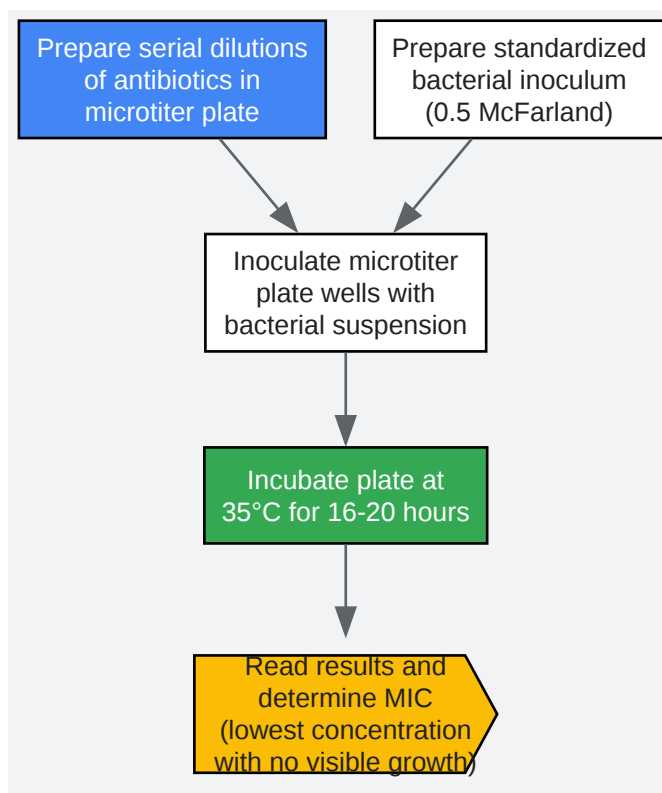 Prepare serial dilutions
of antibiotics in
microtiter plate
Prepare standardized
bacterial inoculum
(0.5 McFarland)
Inoculate microtiter
plate wells with
bacterial suspension
Incubate plate at
35°C for 16-20 hours
Read results and
determine MIC
(lowest concentration
with no visible growth)